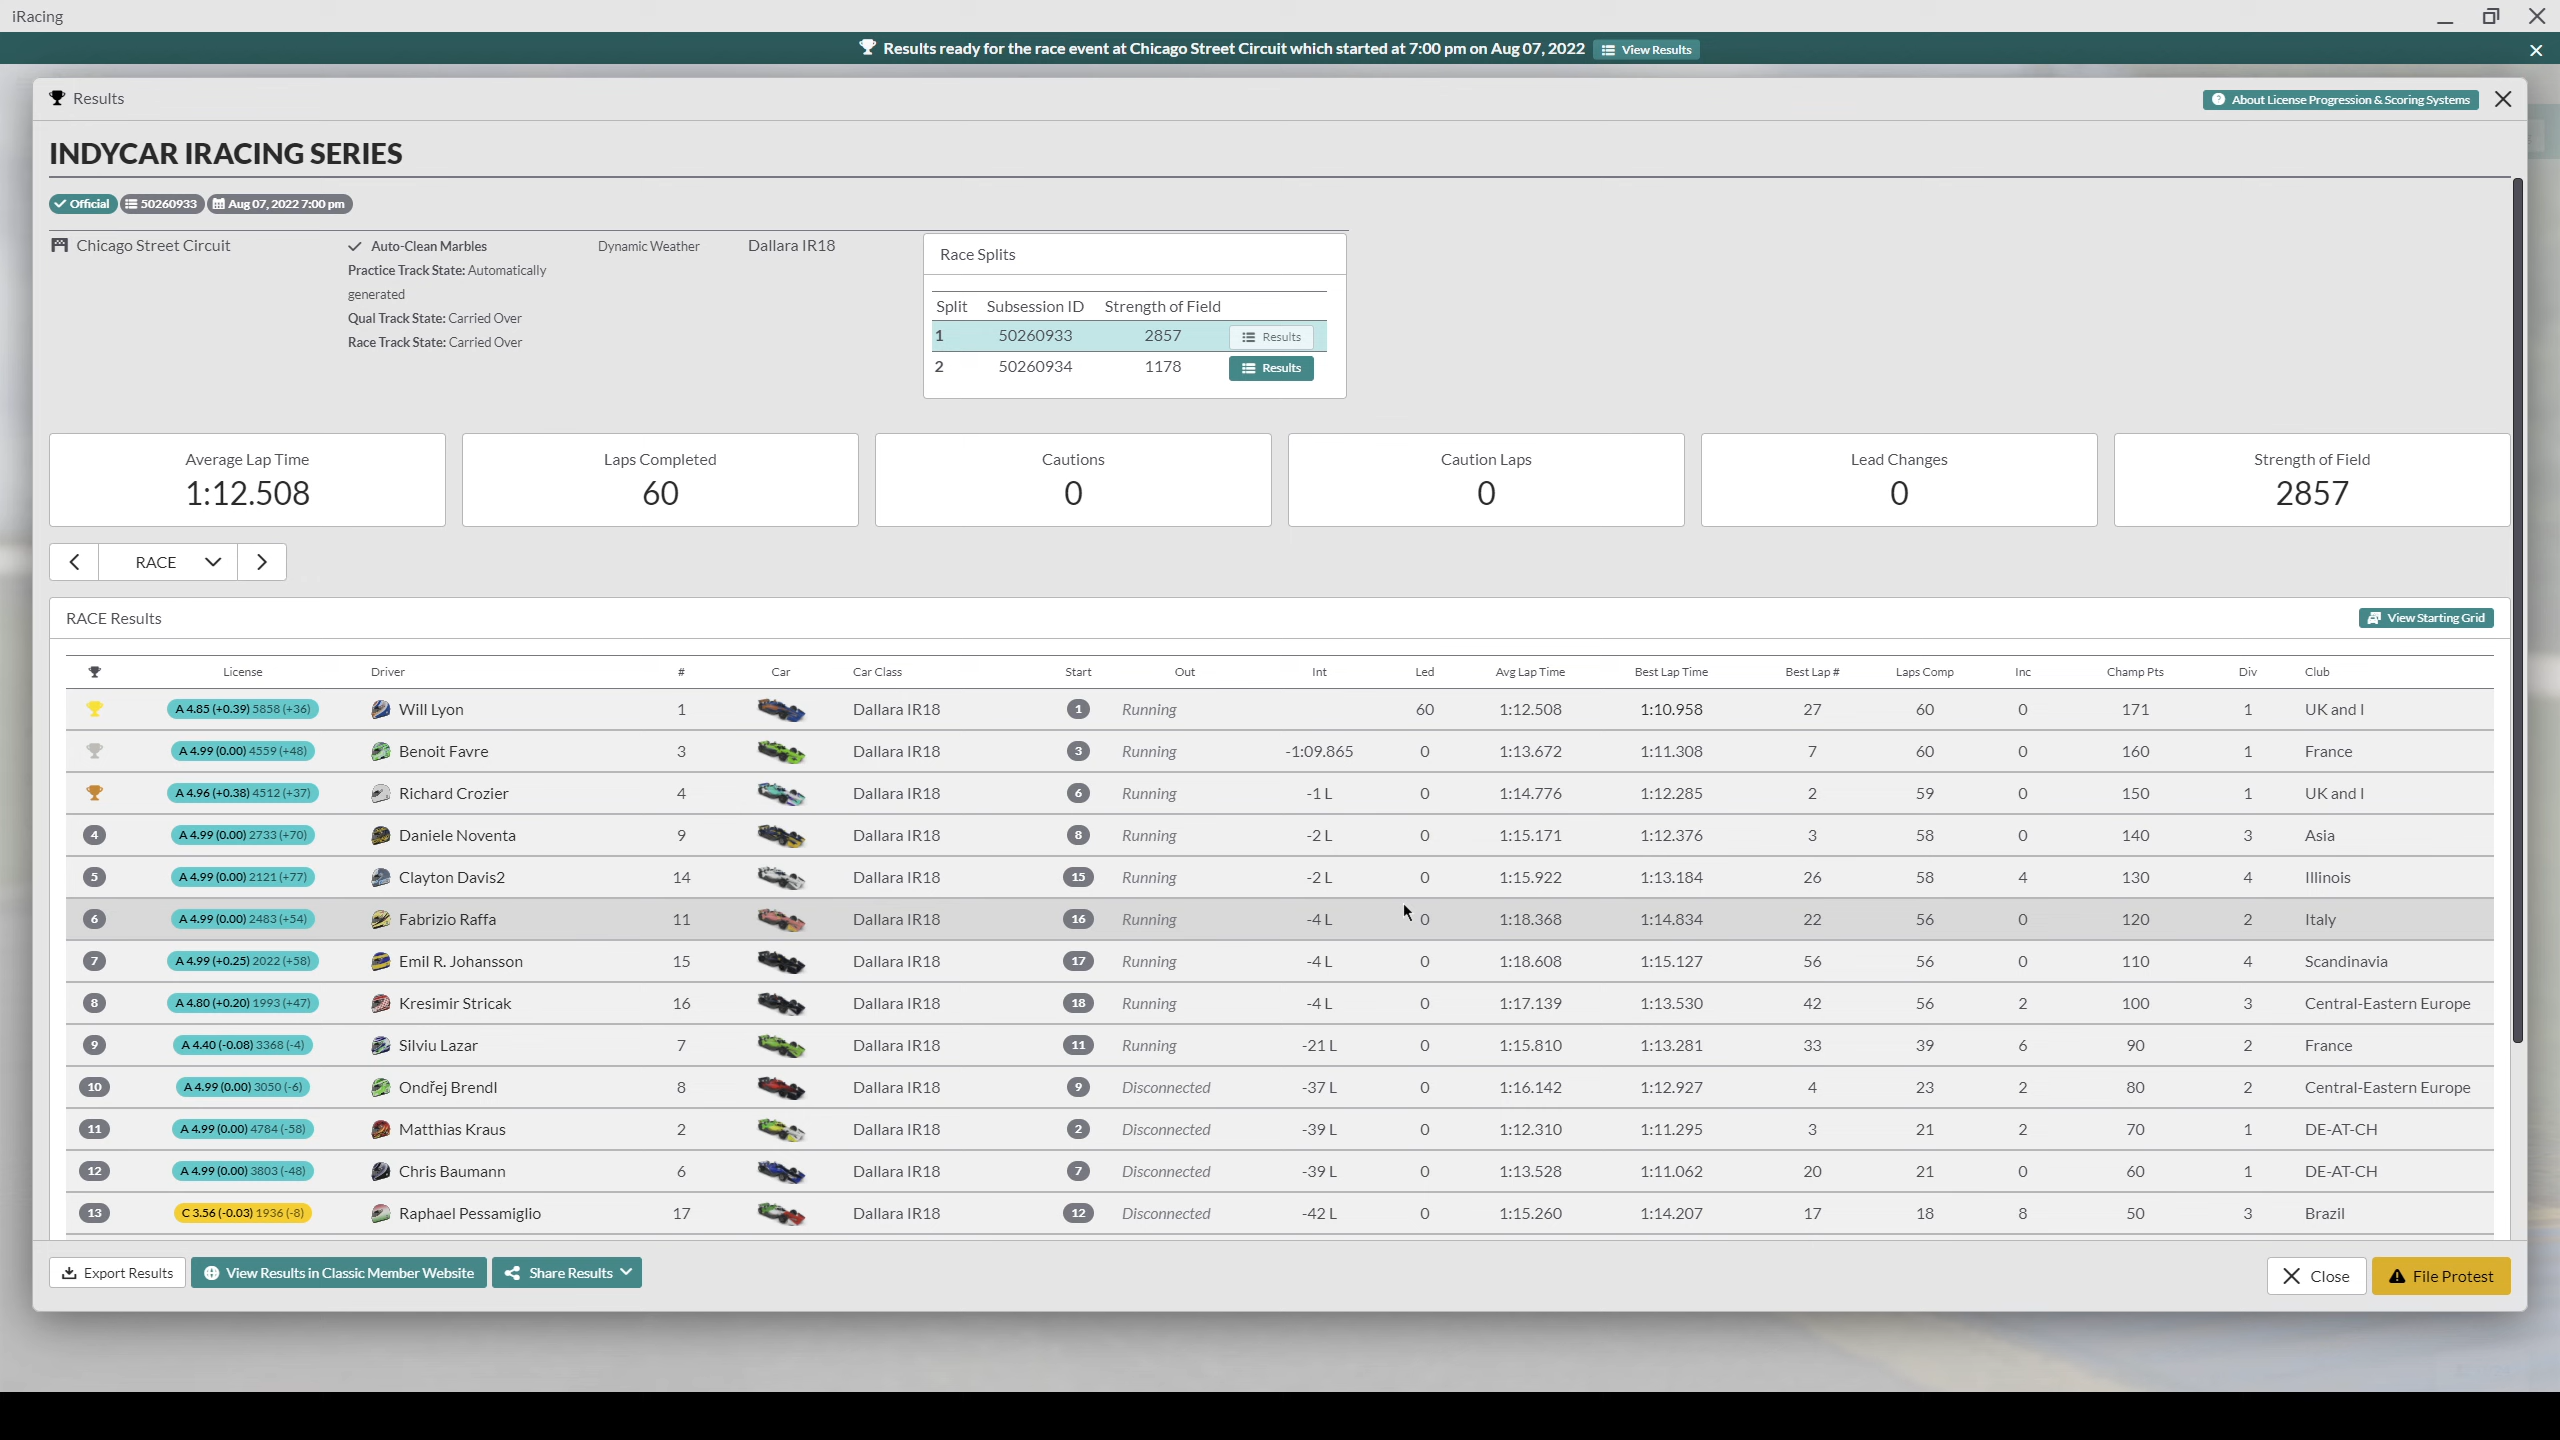 iRacing
Results ready for the race event at Chicago Street Circuit which started at 7:00 pm on Aug 07, 2022 View Results
Results About License Progression & Scoring Systems
INDYCAR IRACING SERIES
Official 50260933 Aug 07, 2022 7:00 pm
Chicago Street Circuit
Auto-Clean Marbles
Practice Track State: Automatically
generated
Qual Track State: Carried Over
Race Track State: Carried Over
Dynamic Weather
Dallara IR18
Race Splits
Split Subsession ID Strength of Field
1 50260933 2857 Results
2 50260934 1178 Results
Average Lap Time
1:12.508
Laps Completed
60
Cautions
0
Caution Laps
0
Lead Changes
0
Strength of Field
2857
RACE
RACE Results View Starting Grid
License Driver # Car Car Class Start Out Int Led Avg Lap Time Best Lap Time Best Lap # Laps Comp Inc Champ Pts Div Club
A 4.85 (+0.39) 5858 (+36) Will Lyon 1 Dallara IR18 1 Running 60 1:12.508 1:10.958 27 60 0 171 1 UK and I
A 4.99 (0.00) 4559 (+48) Benoit Favre 3 Dallara IR18 3 Running -1:09.865 0 1:13.672 1:11.308 7 60 0 160 1 France
A 4.96 (+0.38) 4512 (+37) Richard Crozier 4 Dallara IR18 6 Running -1 L 0 1:14.776 1:12.285 2 59 0 150 1 UK and I
4 A 4.99 (0.00) 2733 (+70) Daniele Noventa 9 Dallara IR18 8 Running -2 L 0 1:15.171 1:12.376 3 58 0 140 3 Asia
5 A 4.99 (0.00) 2121 (+77) Clayton Davis2 14 Dallara IR18 15 Running -2 L 0 1:15.922 1:13.184 26 58 4 130 4 Illinois
6 A 4.99 (0.00) 2483 (+54) Fabrizio Raffa 11 Dallara IR18 16 Running -4 L 0 1:18.368 1:14.834 22 56 0 120 2 Italy
7 A 4.99 (+0.25) 2022 (+58) Emil R. Johansson 15 Dallara IR18 17 Running -4 L 0 1:18.608 1:15.127 56 56 0 110 4 Scandinavia
8 A 4.80 (+0.20) 1993 (+47) Kresimir Stricak 16 Dallara IR18 18 Running -4 L 0 1:17.139 1:13.530 42 56 2 100 3 Central-Eastern Europe
9 A 4.40 (-0.08) 3368 (-4) Silviu Lazar 7 Dallara IR18 11 Running -21 L 0 1:15.810 1:13.281 33 39 6 90 2 France
10 A 4.99 (0.00) 3050 (-6) Ondřej Brendl 8 Dallara IR18 9 Disconnected -37 L 0 1:16.142 1:12.927 4 23 2 80 2 Central-Eastern Europe
11 A 4.99 (0.00) 4784 (-58) Matthias Kraus 2 Dallara IR18 2 Disconnected -39 L 0 1:12.310 1:11.295 3 21 2 70 1 DE-AT-CH
12 A 4.99 (0.00) 3803 (-48) Chris Baumann 6 Dallara IR18 7 Disconnected -39 L 0 1:13.528 1:11.062 20 21 0 60 1 DE-AT-CH
13 C 3.56 (-0.03) 1936 (-8) Raphael Pessamiglio 17 Dallara IR18 12 Disconnected -42 L 0 1:15.260 1:14.207 17 18 8 50 3 Brazil
Export Results View Results in Classic Member Website Share Results Close File Protest